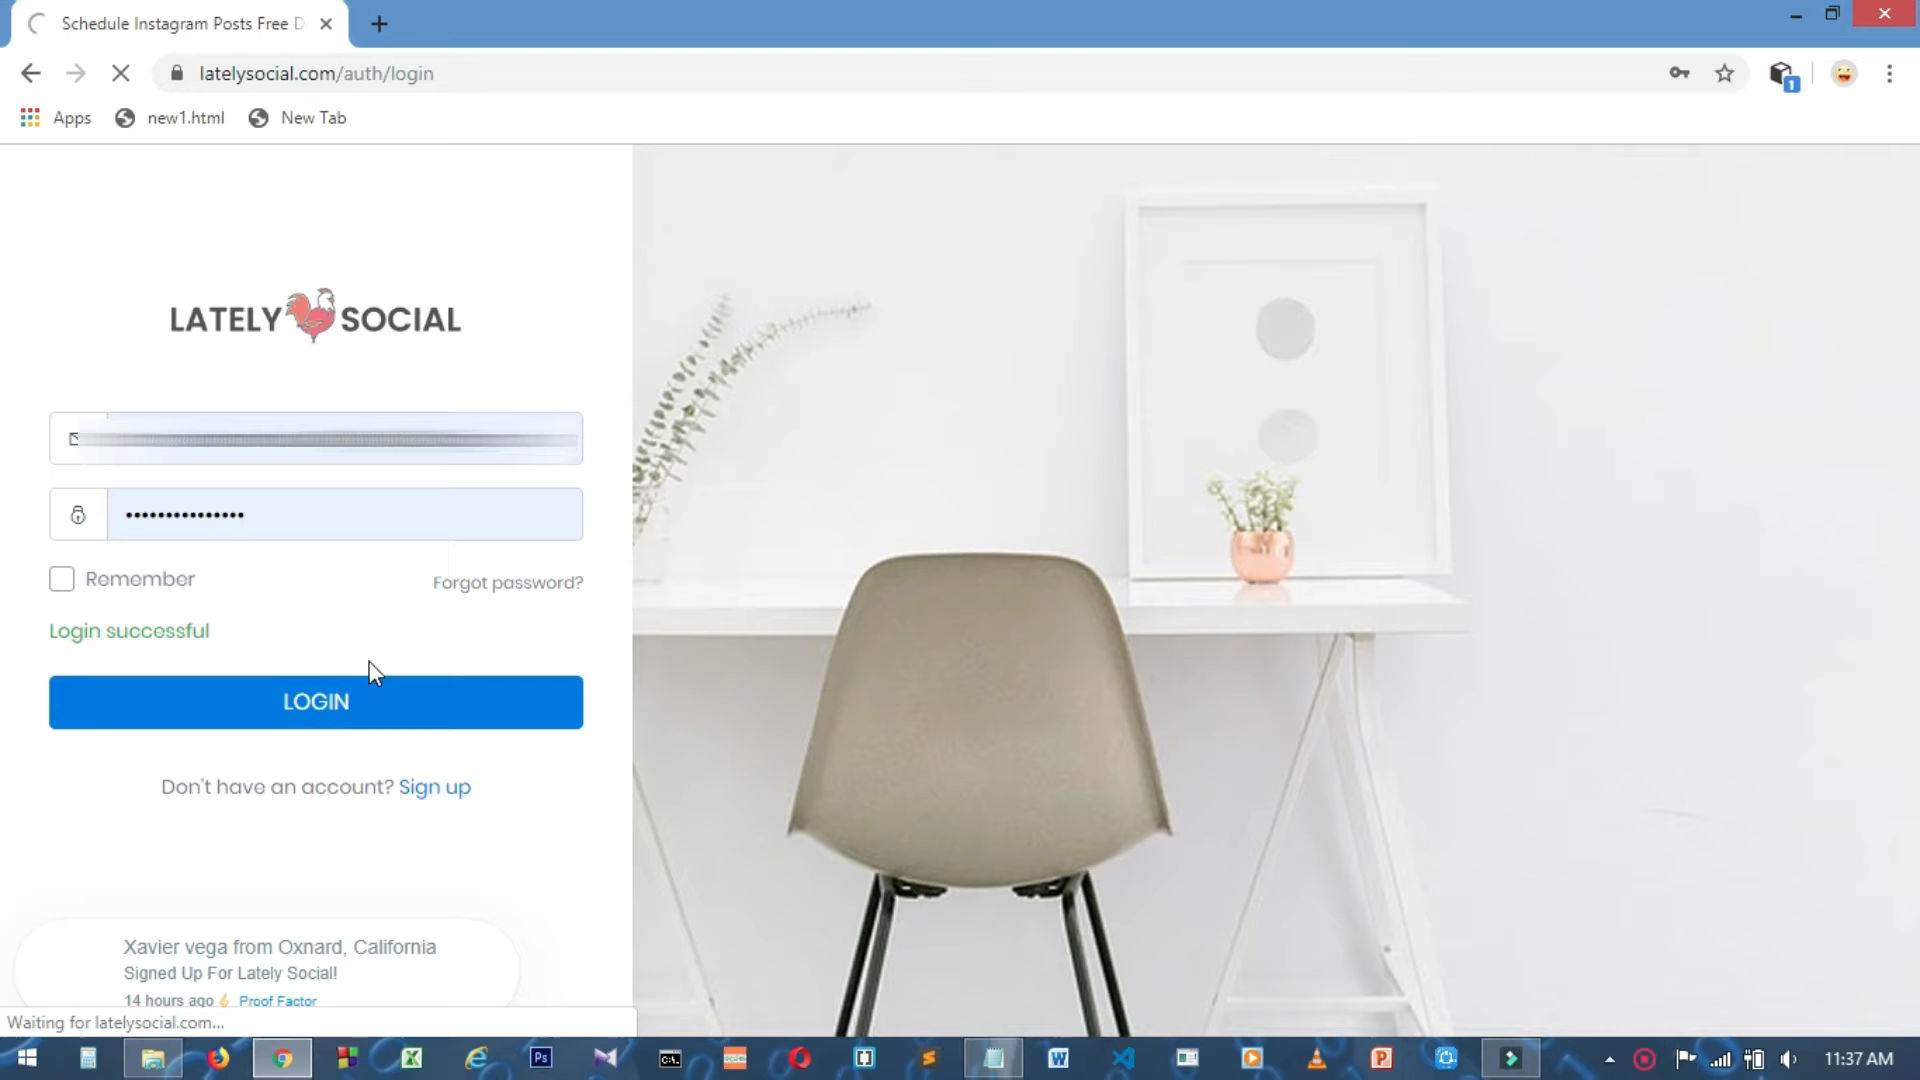 Schedule Instagram Posts Free D
latelysocial.com/auth/login
1
Apps new1.html New Tab
LATELY SOCIAL
•••••••••••••••
Remember
Forgot password?
Login successful
LOGIN
Don't have an account? Sign up
Xavier vega from Oxnard, California
Signed Up For Lately Social!
14 hours ago Proof Factor
Waiting for latelysocial.com...
11:37 AM